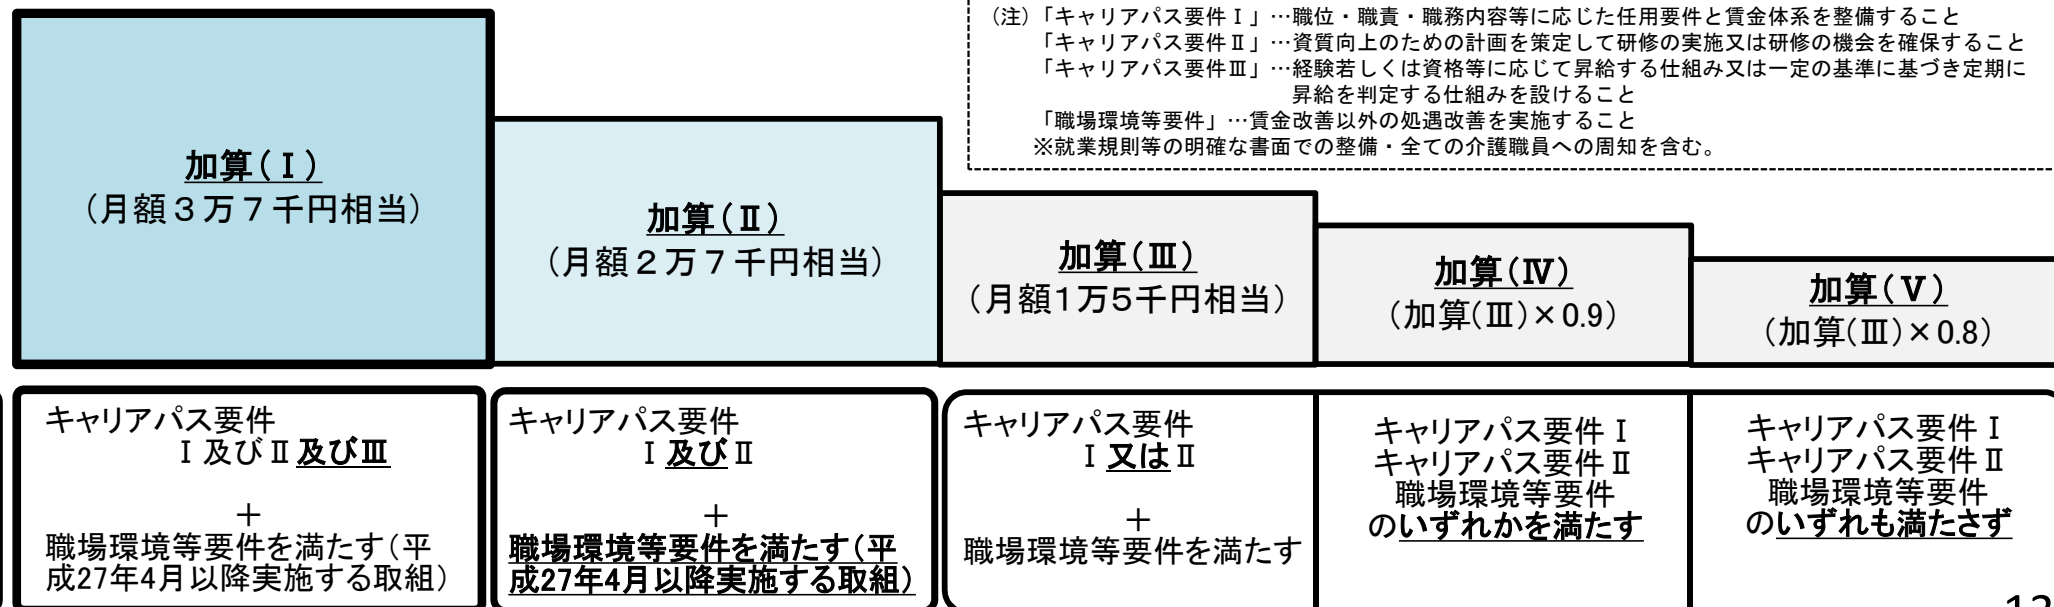 （注）「キャリアパス要件Ⅰ」…職位・職責・職務内容等に応じた任用要件と賃金体系を整備すること
「キャリアパス要件Ⅱ」…資質向上のための計画を策定して研修の実施又は研修の機会を確保すること
「キャリアパス要件Ⅲ」…経験若しくは資格等に応じて昇給する仕組み又は一定の基準に基づき定期に
昇給を判定する仕組みを設けること
「職場環境等要件」…賃金改善以外の処遇改善を実施すること
※就業規則等の明確な書面での整備・全ての介護職員への周知を含む。
加算（Ⅰ）
（月額３万７千円相当）
加算（Ⅱ）
（月額２万７千円相当）
加算（Ⅲ）
（月額1万5千円相当）
加算（Ⅳ）
（加算（Ⅲ）×0.9）
加算（Ⅴ）
（加算（Ⅲ）×0.8）
キャリアパス要件
Ⅰ及びⅡ及びⅢ
＋
職場環境等要件を満たす（平
成27年4月以降実施する取組）
キャリアパス要件
Ⅰ及びⅡ
＋
職場環境等要件を満たす（平
成27年4月以降実施する取組）
キャリアパス要件
Ⅰ又はⅡ
＋
職場環境等要件を満たす
キャリアパス要件Ⅰ
キャリアパス要件Ⅱ
職場環境等要件
のいずれかを満たす
キャリアパス要件Ⅰ
キャリアパス要件Ⅱ
職場環境等要件
のいずれも満たさず